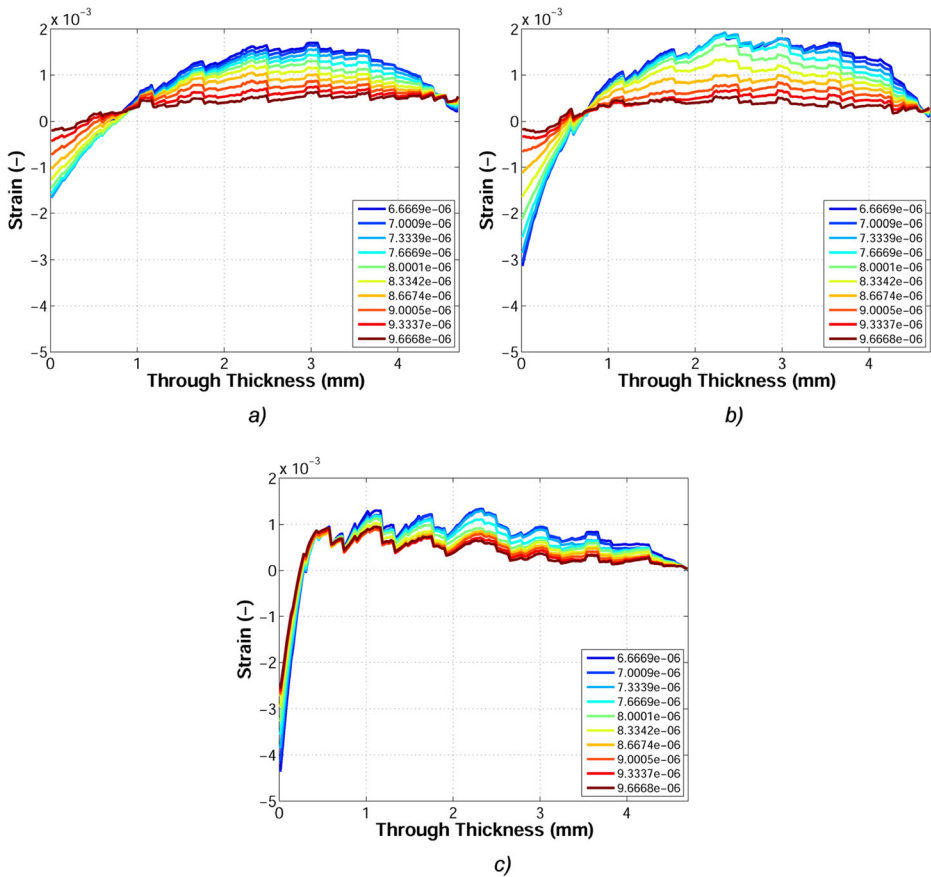 x 10⁻³
2
1
0
−1
−2
−3
−4
−5
Strain (−)
0
1
2
3
4
Through Thickness (mm)
6.6669e−06
7.0009e−06
7.3339e−06
7.6669e−06
8.0001e−06
8.3342e−06
8.6674e−06
9.0005e−06
9.3337e−06
9.6668e−06
a)
x 10⁻³
2
1
0
−1
−2
−3
−4
−5
Strain (−)
0
1
2
3
4
Through Thickness (mm)
6.6669e−06
7.0009e−06
7.3339e−06
7.6669e−06
8.0001e−06
8.3342e−06
8.6674e−06
9.0005e−06
9.3337e−06
9.6668e−06
b)
x 10⁻³
2
1
0
−1
−2
−3
−4
−5
Strain (−)
0
1
2
3
4
Through Thickness (mm)
6.6669e−06
7.0009e−06
7.3339e−06
7.6669e−06
8.0001e−06
8.3342e−06
8.6674e−06
9.0005e−06
9.3337e−06
9.6668e−06
c)